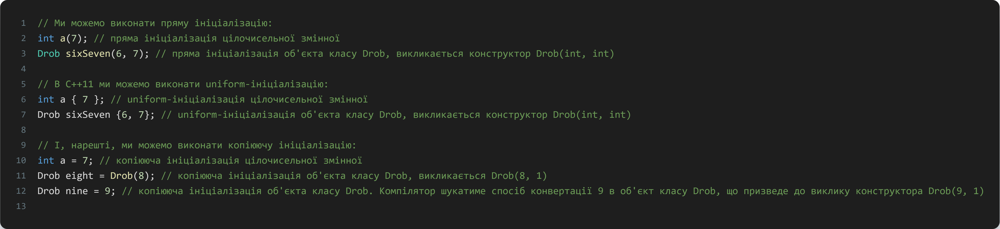 1 // Ми можемо виконати пряму ініціалізацію:
2 int a(7); // пряма ініціалізація цілочисельної змінної
3 Drob sixSeven(6, 7); // пряма ініціалізація об'єкта класу Drob, викликається конструктор Drob(int, int)
4
5 // В C++11 ми можемо виконати uniform-ініціалізацію:
6 int a { 7 }; // uniform-ініціалізація цілочисельної змінної
7 Drob sixSeven {6, 7}; // uniform-ініціалізація об'єкта класу Drob, викликається конструктор Drob(int, int)
8
9 // І, нарешті, ми можемо виконати копіюючу ініціалізацію:
10 int a = 7; // копіююча ініціалізація цілочисельної змінної
11 Drob eight = Drob(8); // копіююча ініціалізація об'єкта класу Drob, викликається Drob(8, 1)
12 Drob nine = 9; // копіююча ініціалізація об'єкта класу Drob. Компілятор шукатиме спосіб конвертації 9 в об'єкт класу Drob, що призведе до виклику конструктора Drob(9, 1)
13